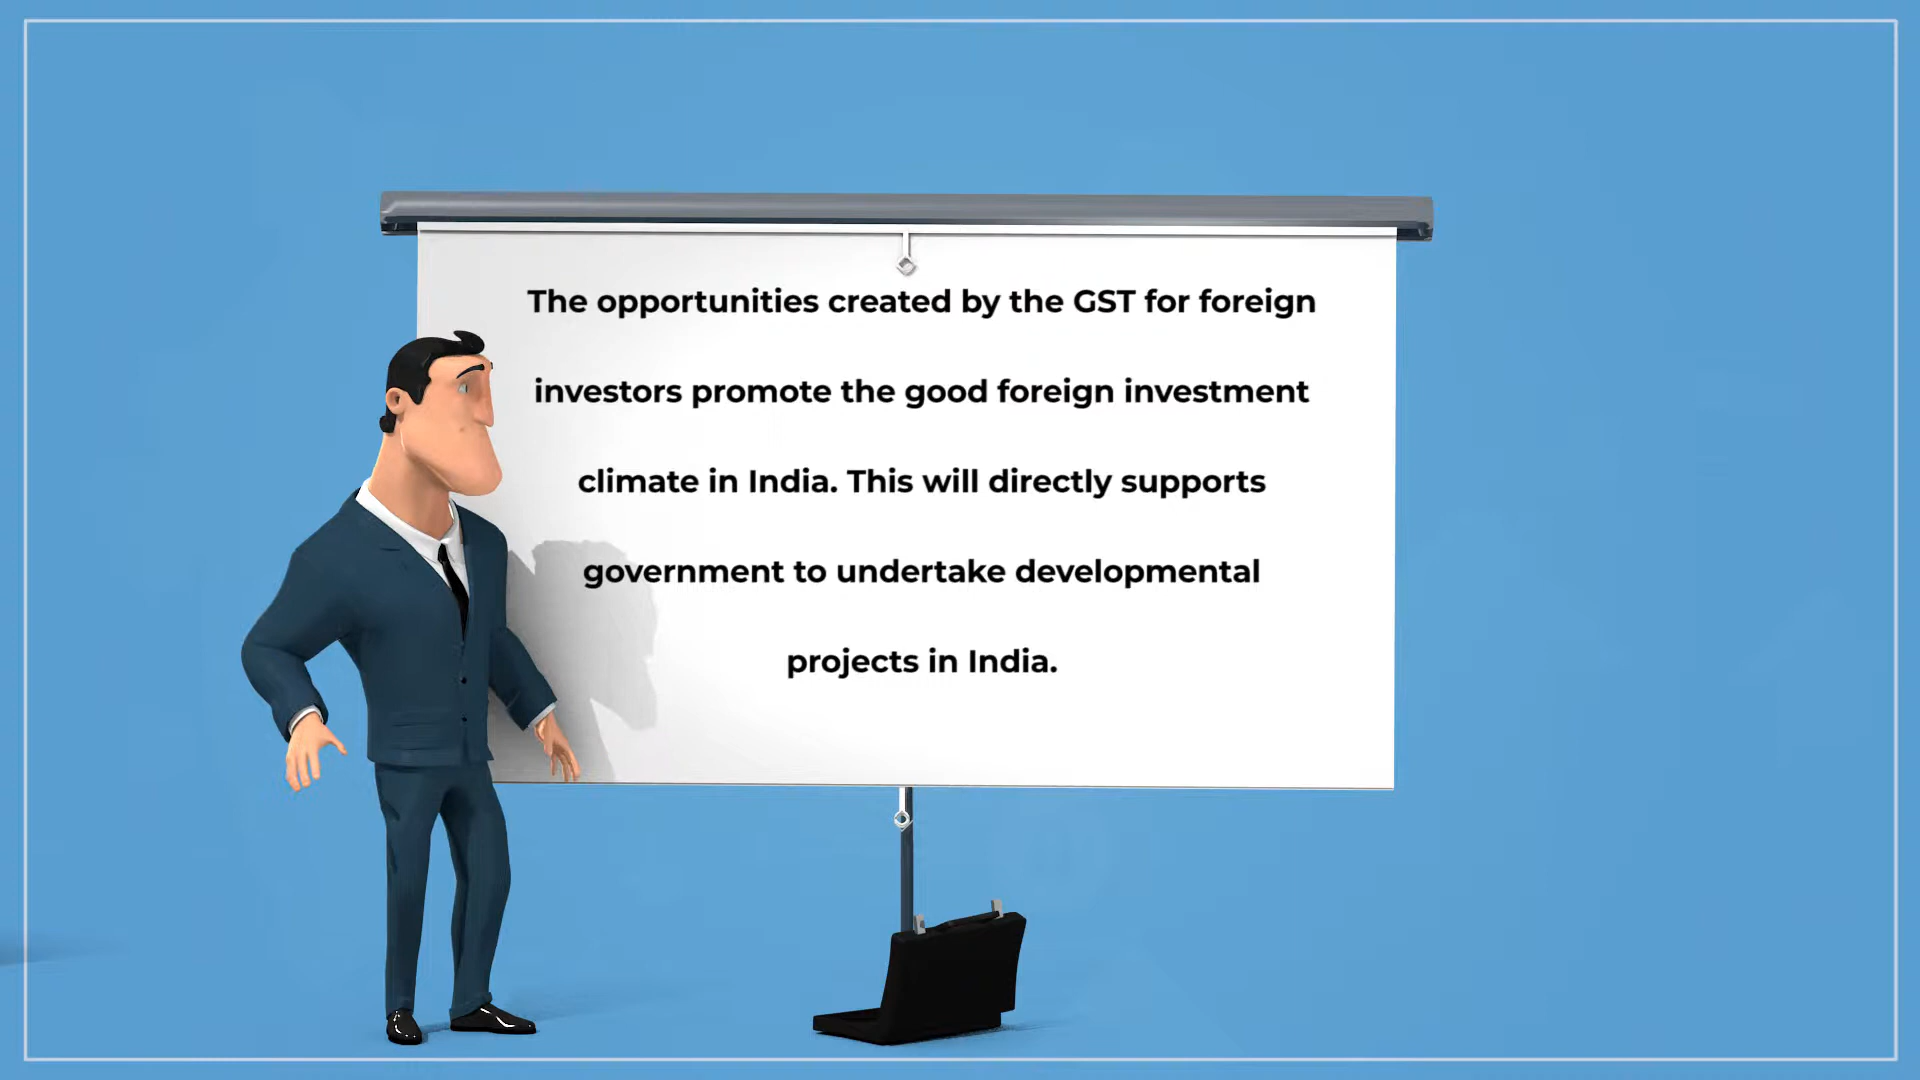 The opportunities created by the GST for foreign
investors promote the good foreign investment
climate in India. This will directly supports
government to undertake developmental
projects in India.